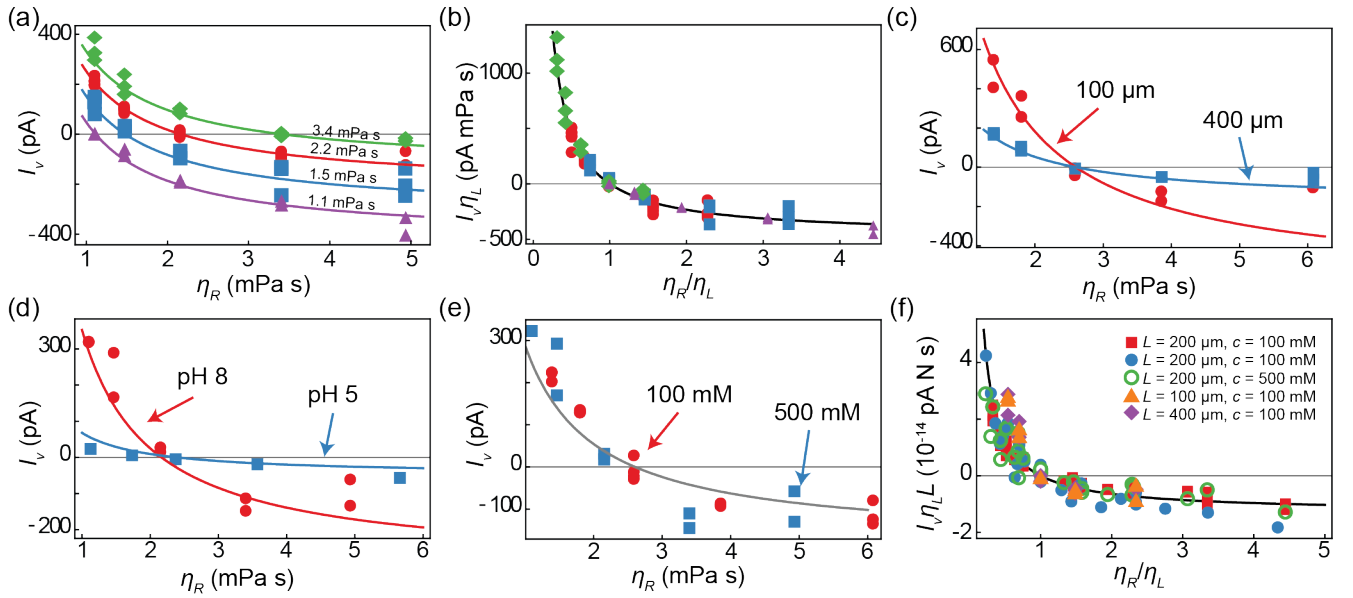 (a)
400
0
-400
I_v (pA)
3.4 mPa s
2.2 mPa s
1.5 mPa s
1.1 mPa s
1 2 3 4 5
η_R (mPa s)
(b)
1000
500
0
-500
I_vη_L (pA mPa s)
0 1 2 3 4
η_R/η_L
(c)
600
0
-400
I_v (pA)
100 µm
400 µm
2 3 4 5 6
η_R (mPa s)
(d)
300
0
-200
I_v (pA)
pH 8
pH 5
1 2 3 4 5 6
η_R (mPa s)
(e)
300
0
-100
I_v (pA)
100 mM
500 mM
2 3 4 5 6
η_R (mPa s)
(f)
4
2
0
-2
I_vη_L L (10^-14 pA N s)
L = 200 µm, c = 100 mM
L = 200 µm, c = 100 mM
L = 200 µm, c = 500 mM
L = 100 µm, c = 100 mM
L = 400 µm, c = 100 mM
0 1 2 3 4 5
η_R/η_L